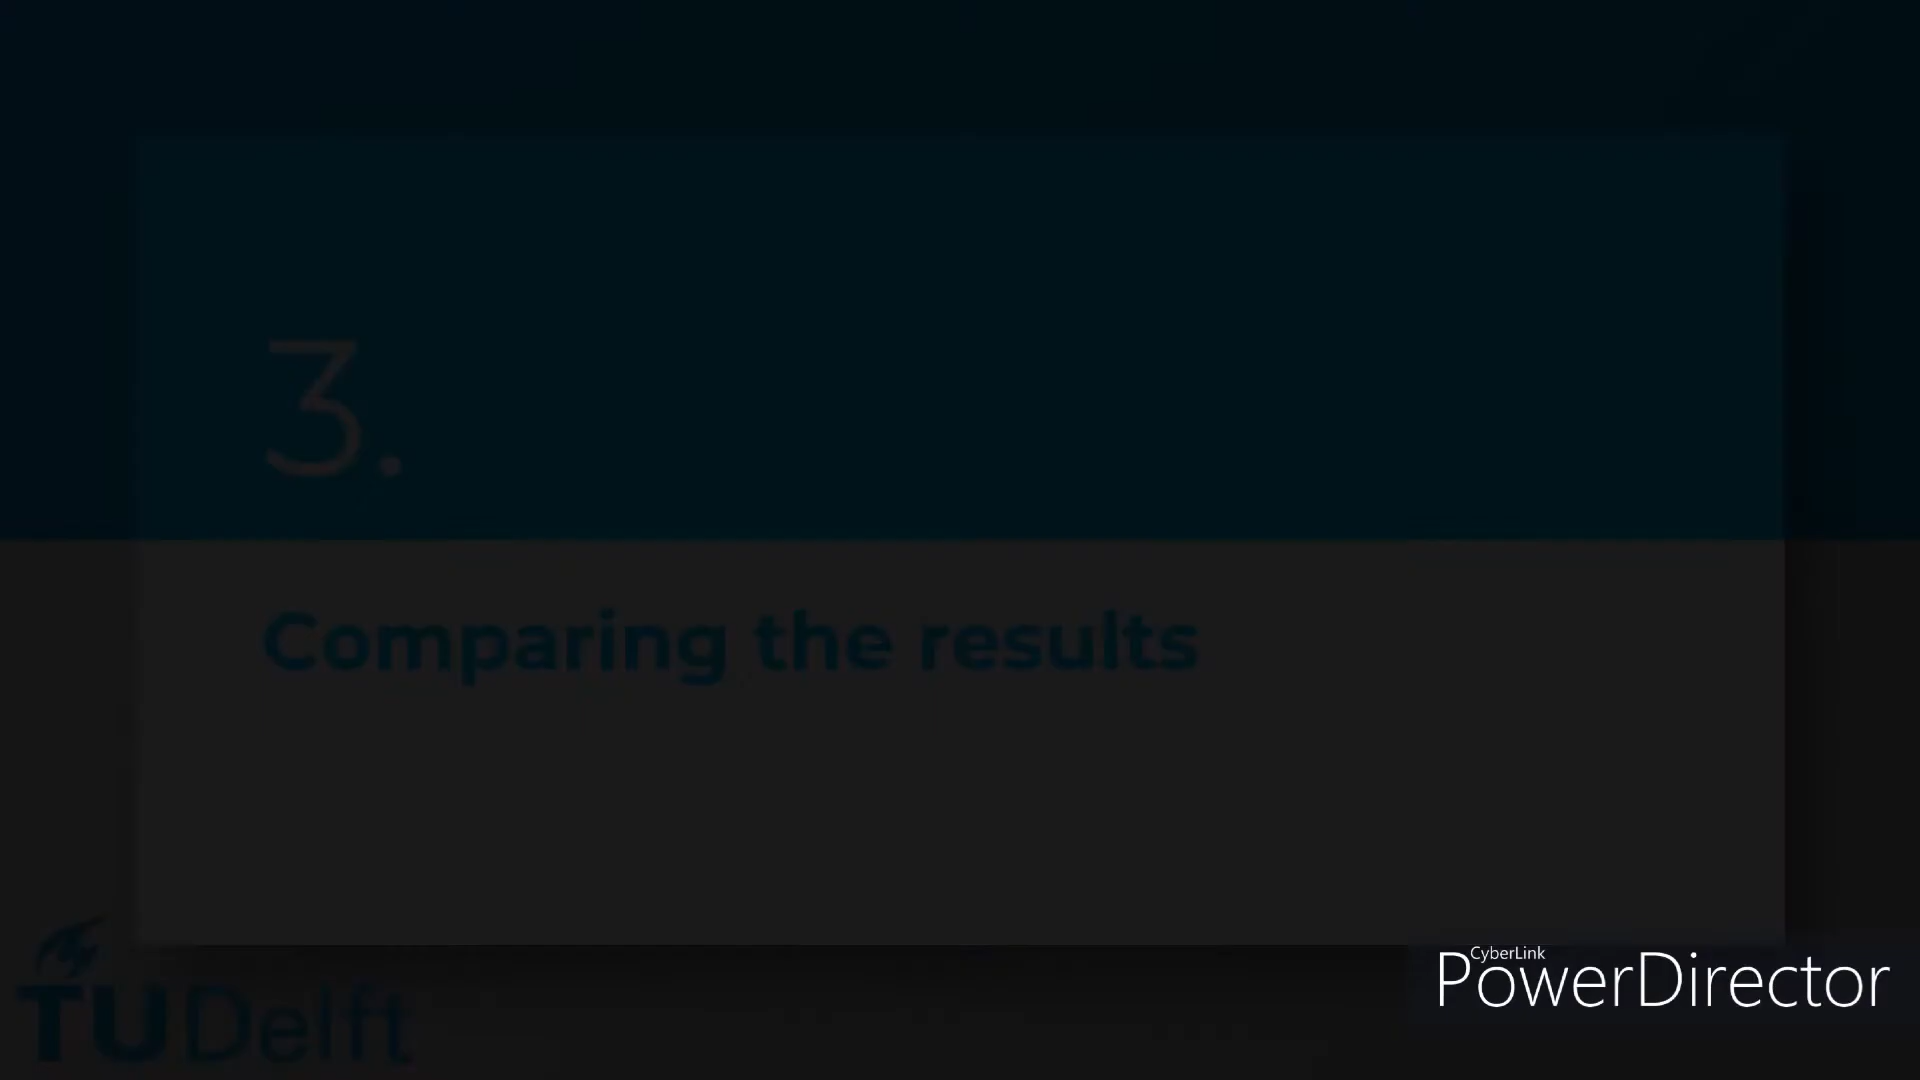 3.
Comparing the results
TUDelft
CyberLink
PowerDirector